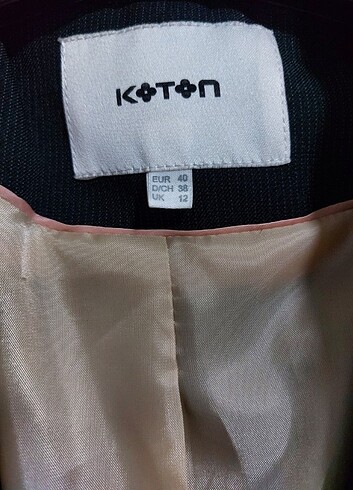 KOTON
EUR 40
D/CH 38
UK 12